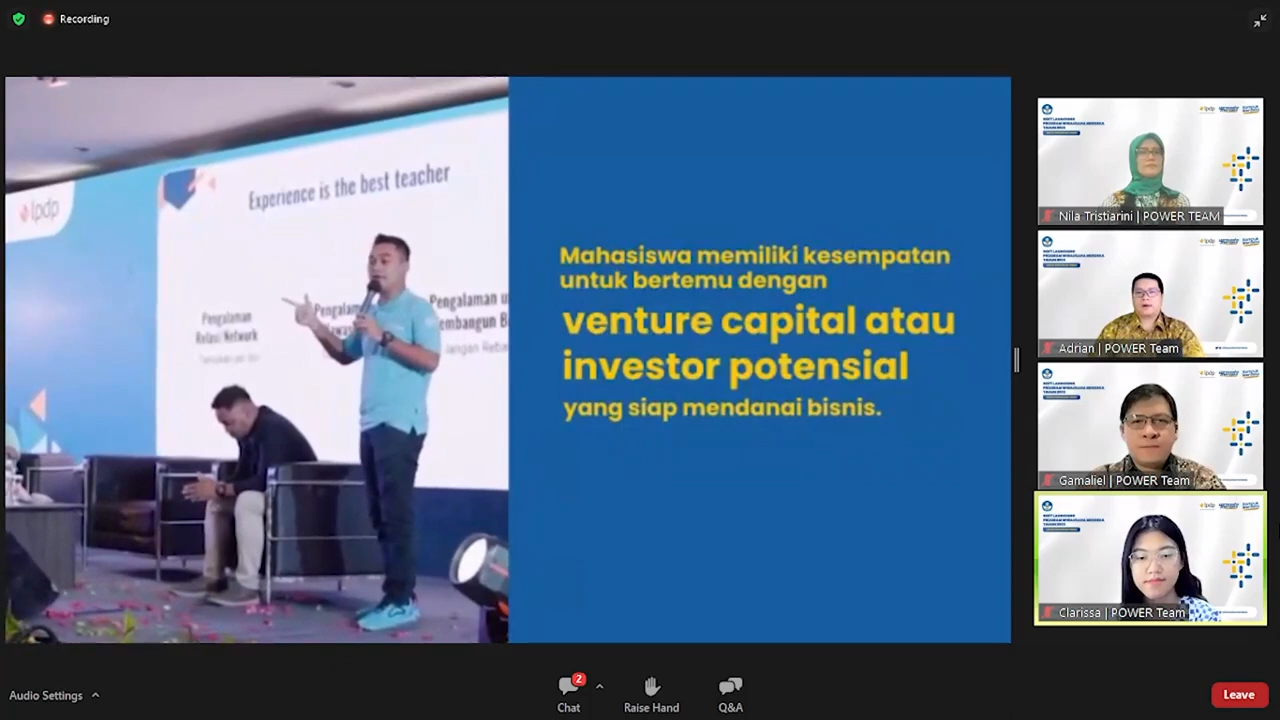 Recording
lpdp
Experience is the best teacher
Pengalaman
Relasi Network
Pengalaman
Mahasiswa memiliki kesempatan
untuk bertemu dengan
venture capital atau
investor potensial
yang siap mendanai bisnis.
Nila Tristiarini | POWER TEAM
Adrian | POWER Team
Gamaliel | POWER Team
Clarissa | POWER Team
Audio Settings
2
Chat
Raise Hand
Q&A
Leave